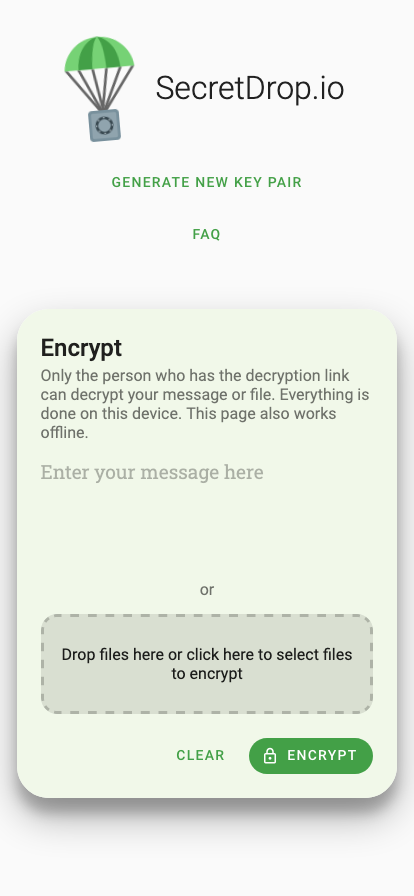 SecretDrop.io
GENERATE NEW KEY PAIR
FAQ
Encrypt
Only the person who has the decryption link
can decrypt your message or file. Everything is
done on this device. This page also works
offline.
Enter your message here
or
Drop files here or click here to select files
to encrypt
CLEAR
ENCRYPT